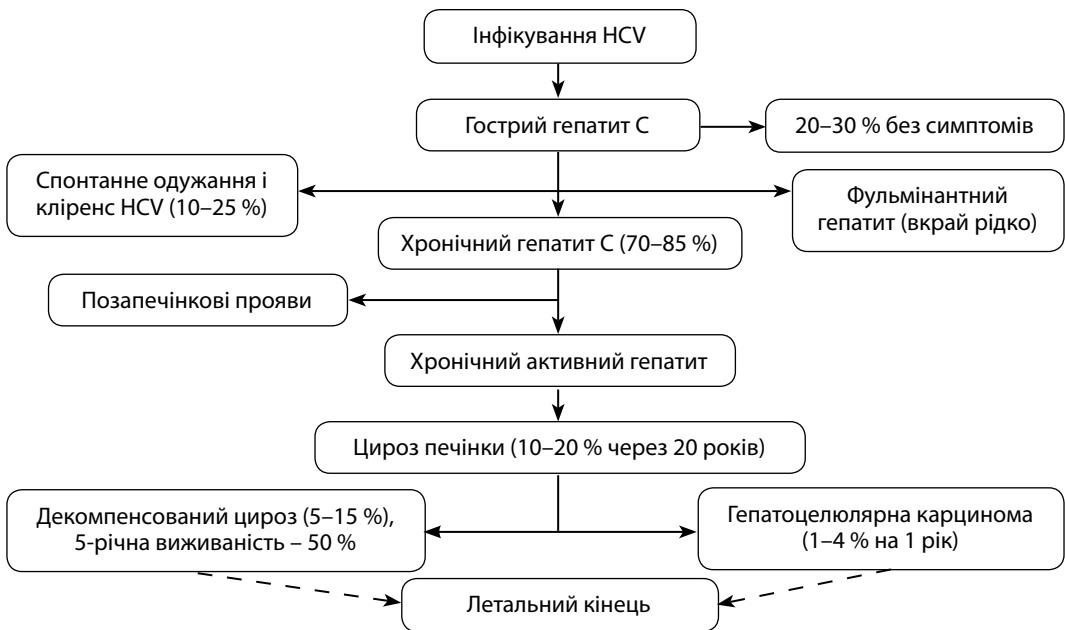 Інфікування HCV
Гострий гепатит С
20–30 % без симптомів
Спонтанне одужання і
кліренс HCV (10–25 %)
Фульмінантний
гепатит (вкрай рідко)
Хронічний гепатит С (70–85 %)
Позапечінкові прояви
Хронічний активний гепатит
Цироз печінки (10–20 % через 20 років)
Декомпенсований цироз (5–15 %),
5-річна виживаність – 50 %
Гепатоцелюлярна карцинома
(1–4 % на 1 рік)
Летальний кінець